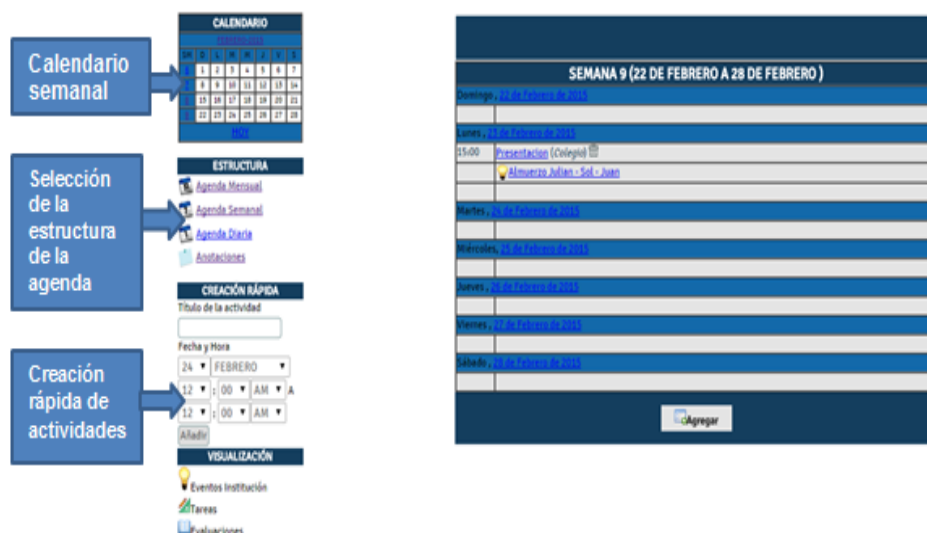 Calendario
semanal
Selección
de la
estructura
de la
agenda
Creación
rápida de
actividades
CALENDARIO
FEBRERO 2015
D L M M J V S
1 2 3 4 5 6 7
8 9 10 11 12 13 14
15 16 17 18 19 20 21
22 23 24 25 26 27 28
HOY
ESTRUCTURA
Agenda Mensual
Agenda Semanal
Agenda Diaria
Anotaciones
CREACIÓN RÁPIDA
Título de la actividad
Fecha y Hora
24 FEBRERO
12 : 00 AM A
12 : 00 AM
Añadir
VISUALIZACIÓN
Eventos Institución
Tareas
Evaluaciones
SEMANA 9 (22 DE FEBRERO A 28 DE FEBRERO )
Domingo , 22 de Febrero de 2015
Lunes , 23 de Febrero de 2015
15:00 Presentacion (Colegio)
Almuerzo Julian - Sol - Juan
Martes , 24 de Febrero de 2015
Miércoles, 25 de Febrero de 2015
Jueves , 26 de Febrero de 2015
Viernes , 27 de Febrero de 2015
Sábado , 28 de Febrero de 2015
Agregar